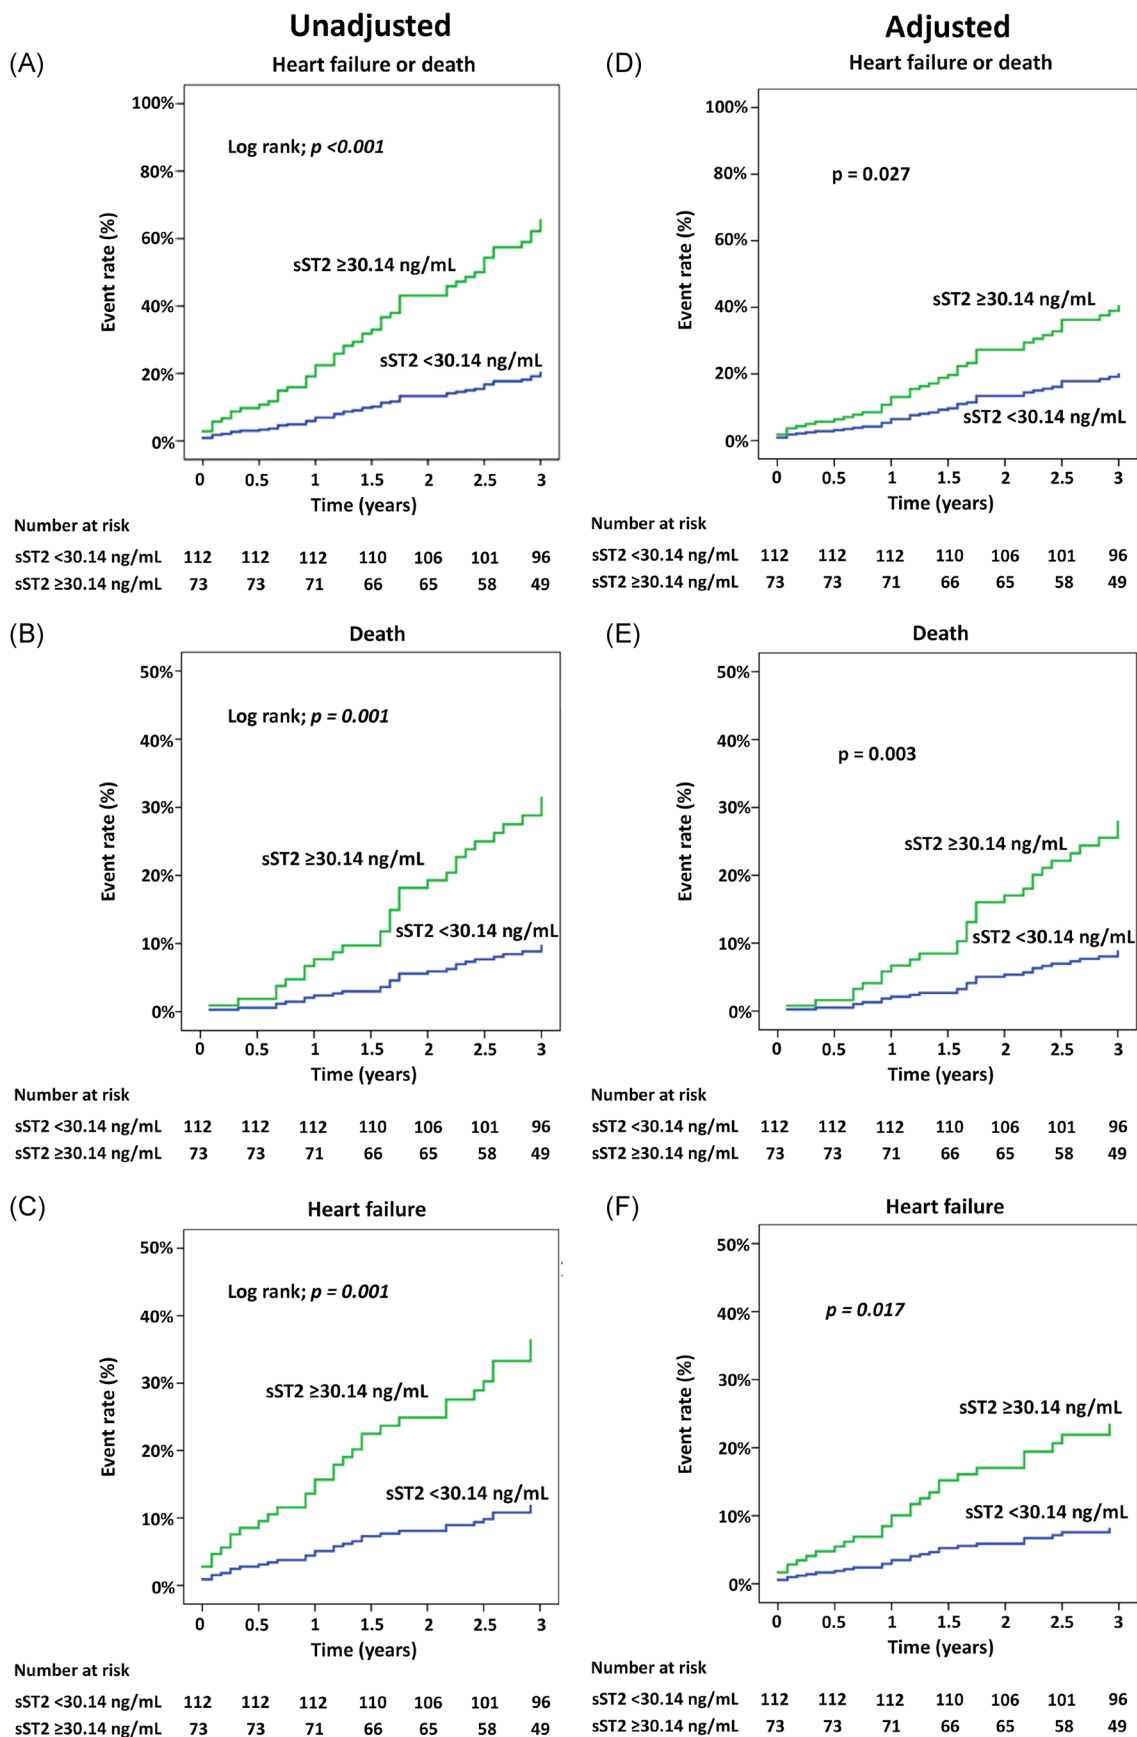 Unadjusted
Adjusted
(A)
Heart failure or death
100%
80%
60%
40%
20%
0%
Event rate (%)
Log rank; p <0.001
sST2 ≥30.14 ng/mL
sST2 <30.14 ng/mL
0 0.5 1 1.5 2 2.5 3
Time (years)
Number at risk
sST2 <30.14 ng/mL 112 112 112 110 106 101 96
sST2 ≥30.14 ng/mL 73 73 71 66 65 58 49
(D)
Heart failure or death
100%
80%
60%
40%
20%
0%
Event rate (%)
p = 0.027
sST2 ≥30.14 ng/mL
sST2 <30.14 ng/mL
0 0.5 1 1.5 2 2.5 3
Time (years)
Number at risk
sST2 <30.14 ng/mL 112 112 112 110 106 101 96
sST2 ≥30.14 ng/mL 73 73 71 66 65 58 49
(B)
Death
50%
40%
30%
20%
10%
0%
Event rate (%)
Log rank; p = 0.001
sST2 ≥30.14 ng/mL
sST2 <30.14 ng/mL
0 0.5 1 1.5 2 2.5 3
Time (years)
Number at risk
sST2 <30.14 ng/mL 112 112 112 110 106 101 96
sST2 ≥30.14 ng/mL 73 73 71 66 65 58 49
(E)
Death
50%
40%
30%
20%
10%
0%
Event rate (%)
p = 0.003
sST2 ≥30.14 ng/mL
sST2 <30.14 ng/mL
0 0.5 1 1.5 2 2.5 3
Time (years)
Number at risk
sST2 <30.14 ng/mL 112 112 112 110 106 101 96
sST2 ≥30.14 ng/mL 73 73 71 66 65 58 49
(C)
Heart failure
50%
40%
30%
20%
10%
0%
Event rate (%)
Log rank; p = 0.001
sST2 ≥30.14 ng/mL
sST2 <30.14 ng/mL
0 0.5 1 1.5 2 2.5 3
Time (years)
Number at risk
sST2 <30.14 ng/mL 112 112 112 110 106 101 96
sST2 ≥30.14 ng/mL 73 73 71 66 65 58 49
(F)
Heart failure
50%
40%
30%
20%
10%
0%
Event rate (%)
p = 0.017
sST2 ≥30.14 ng/mL
sST2 <30.14 ng/mL
0 0.5 1 1.5 2 2.5 3
Time (years)
Number at risk
sST2 <30.14 ng/mL 112 112 112 110 106 101 96
sST2 ≥30.14 ng/mL 73 73 71 66 65 58 49